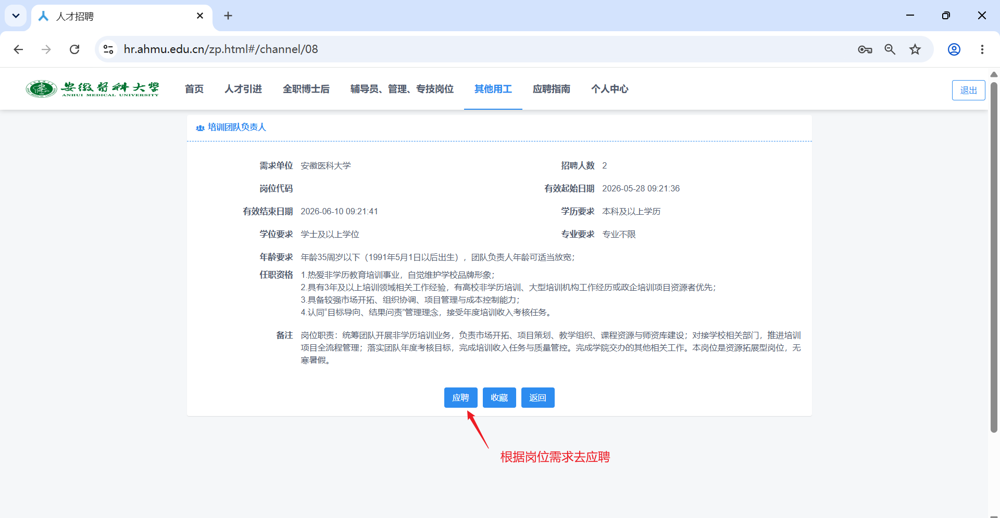 人才招聘
hr.ahmu.edu.cn/zp.html#/channel/08
安徽醫科大學
ANHUI MEDICAL UNIVERSITY
首页 人才引进 全职博士后 辅导员、管理、专技岗位 其他用工 应聘指南 个人中心 退出
培训团队负责人
需求单位 安徽医科大学 招聘人数 2
岗位代码 有效起始日期 2026-05-28 09:21:36
有效结束日期 2026-06-10 09:21:41 学历要求 本科及以上学历
学位要求 学士及以上学位 专业要求 专业不限
年龄要求 年龄35周岁以下（1991年5月1日以后出生），团队负责人年龄可适当放宽；
任职资格 1.热爱非学历教育培训事业，自觉维护学校品牌形象；
2.具有3年及以上培训领域相关工作经验，有高校非学历培训、大型培训机构工作经历或政企培训项目资源者优先；
3.具备较强市场开拓、组织协调、项目管理与成本控制能力；
4.认同“目标导向、结果问责”管理理念，接受年度培训收入考核任务。
备注 岗位职责：统筹团队开展非学历培训业务，负责市场开拓、项目策划、教学组织、课程资源与师资库建设；对接学校相关部门，推进培训
项目全流程管理；落实团队年度考核目标，完成培训收入任务与质量管控。完成学院交办的其他相关工作。本岗位是资源拓展型岗位，无
寒暑假。
应聘 收藏 返回
根据岗位需求去应聘